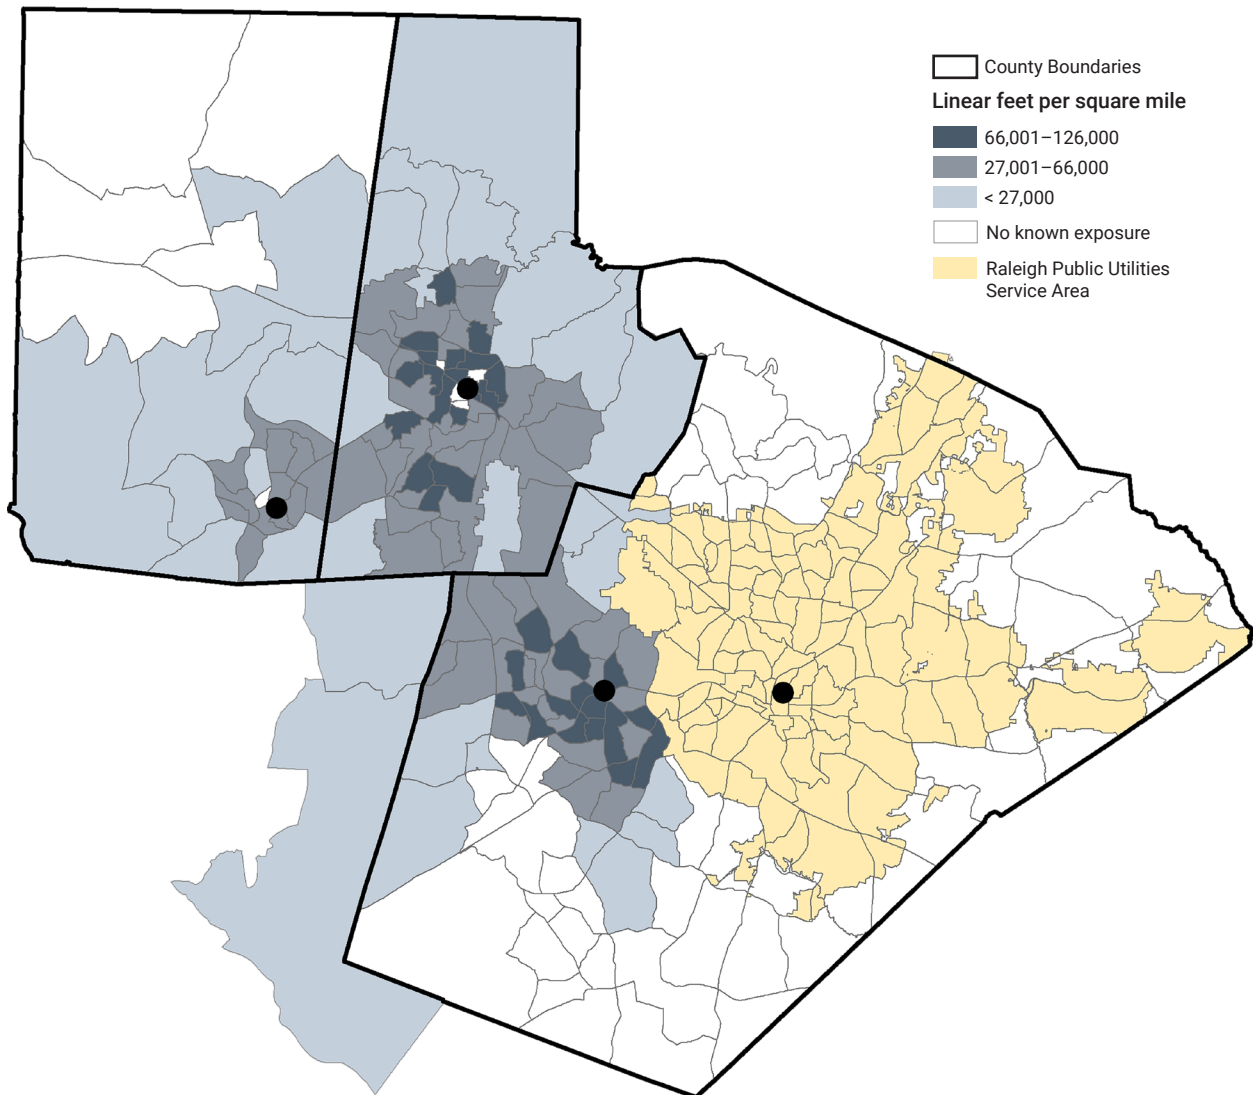 County Boundaries
Linear feet per square mile
66,001–126,000
27,001–66,000
< 27,000
No known exposure
Raleigh Public Utilities
Service Area